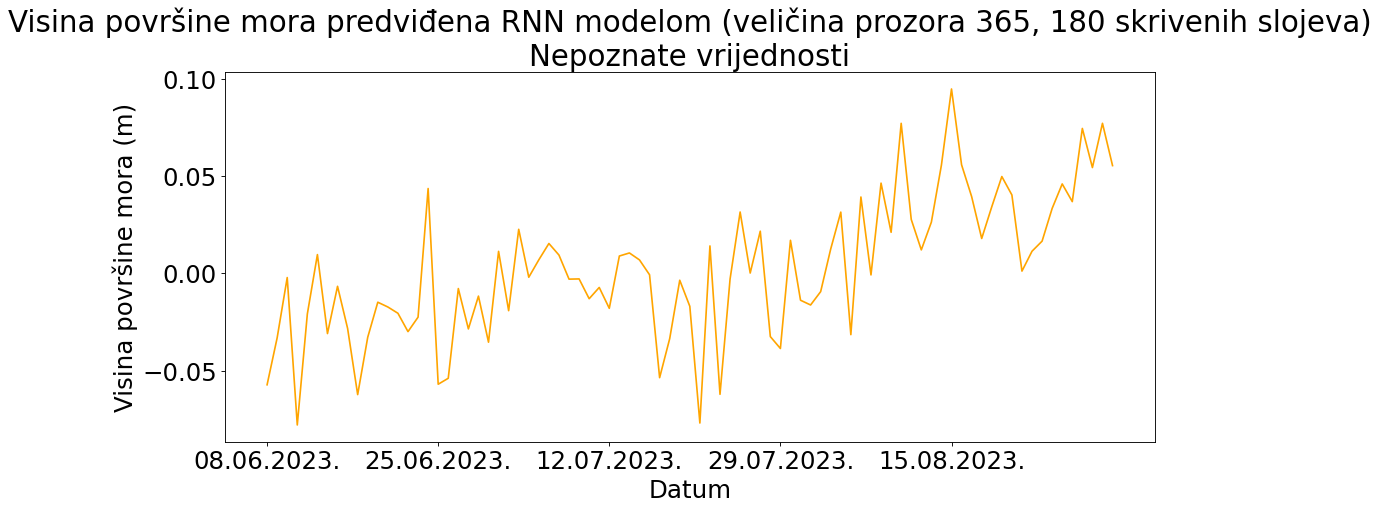 Visina površine mora predviđena RNN modelom (veličina prozora 365, 180 skrivenih slojeva)
Nepoznate vrijednosti
Visina površine mora (m)
0.10
0.05
0.00
−0.05
08.06.2023. 25.06.2023. 12.07.2023. 29.07.2023. 15.08.2023.
Datum